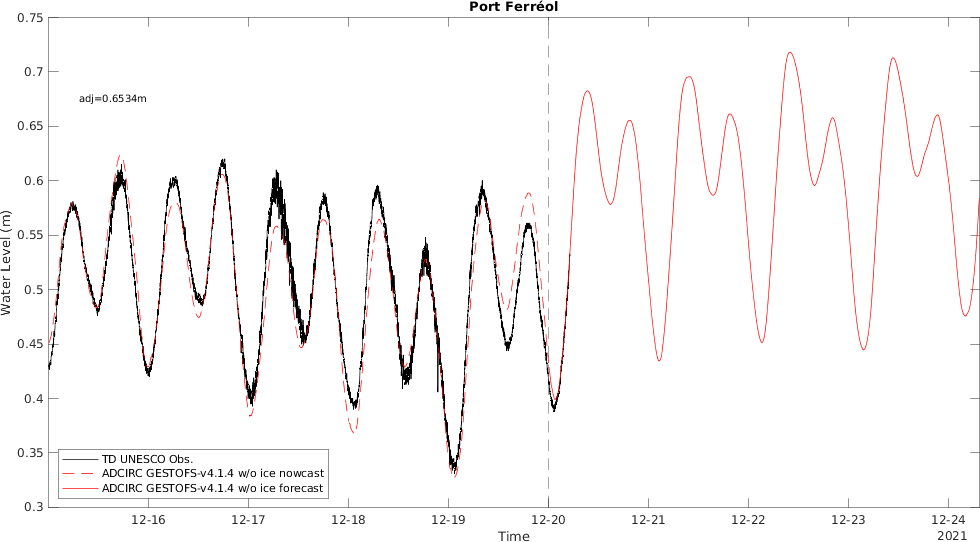 Port Ferréol
0.75
0.7
0.65
0.6
0.55
0.5
0.45
0.4
0.35
0.3
Water Level (m)
adj=0.6534m
TD UNESCO Obs.
ADCIRC GESTOFS-v4.1.4 w/o ice nowcast
ADCIRC GESTOFS-v4.1.4 w/o ice forecast
12-16 12-17 12-18 12-19 12-20 12-21 12-22 12-23 12-24
Time
2021